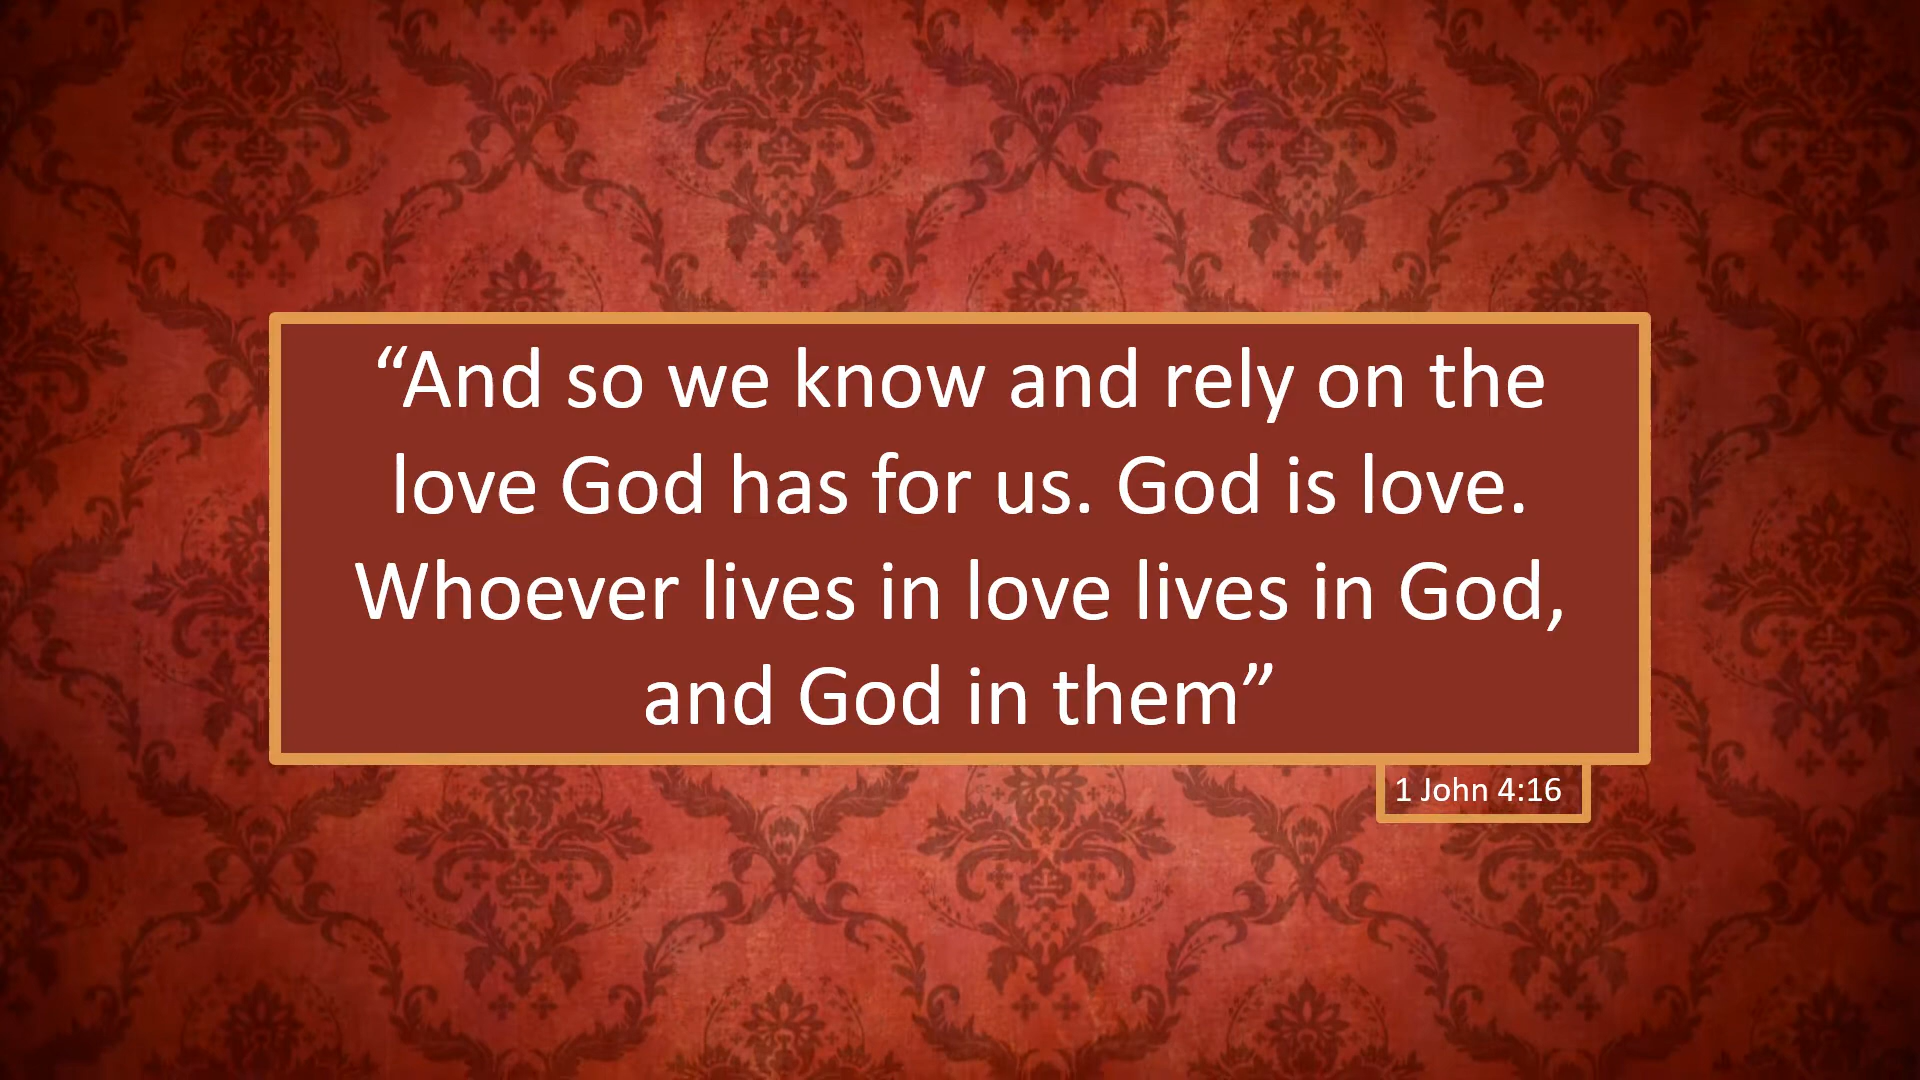 “And so we know and rely on the
love God has for us. God is love.
Whoever lives in love lives in God,
and God in them”
1 John 4:16